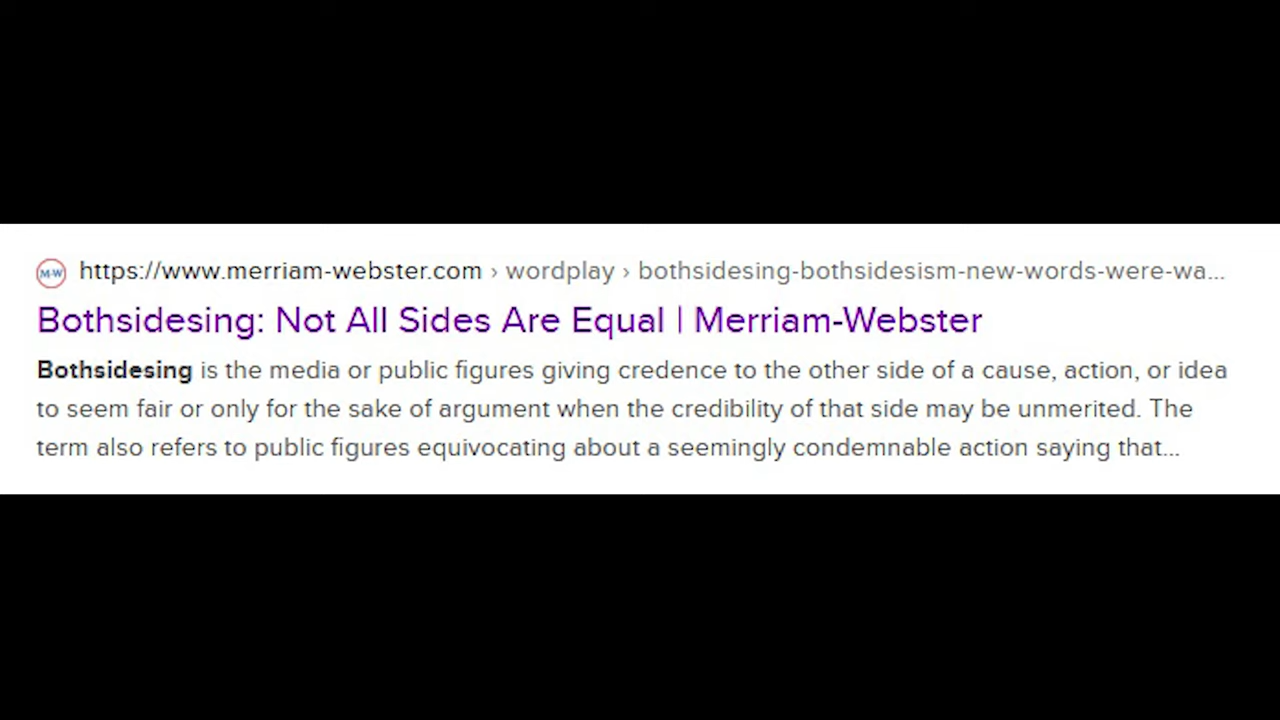 M-W https://www.merriam-webster.com › wordplay › bothsidesing-bothsidesism-new-words-were-wa...
Bothsidesing: Not All Sides Are Equal | Merriam-Webster
Bothsidesing is the media or public figures giving credence to the other side of a cause, action, or idea
to seem fair or only for the sake of argument when the credibility of that side may be unmerited. The
term also refers to public figures equivocating about a seemingly condemnable action saying that...